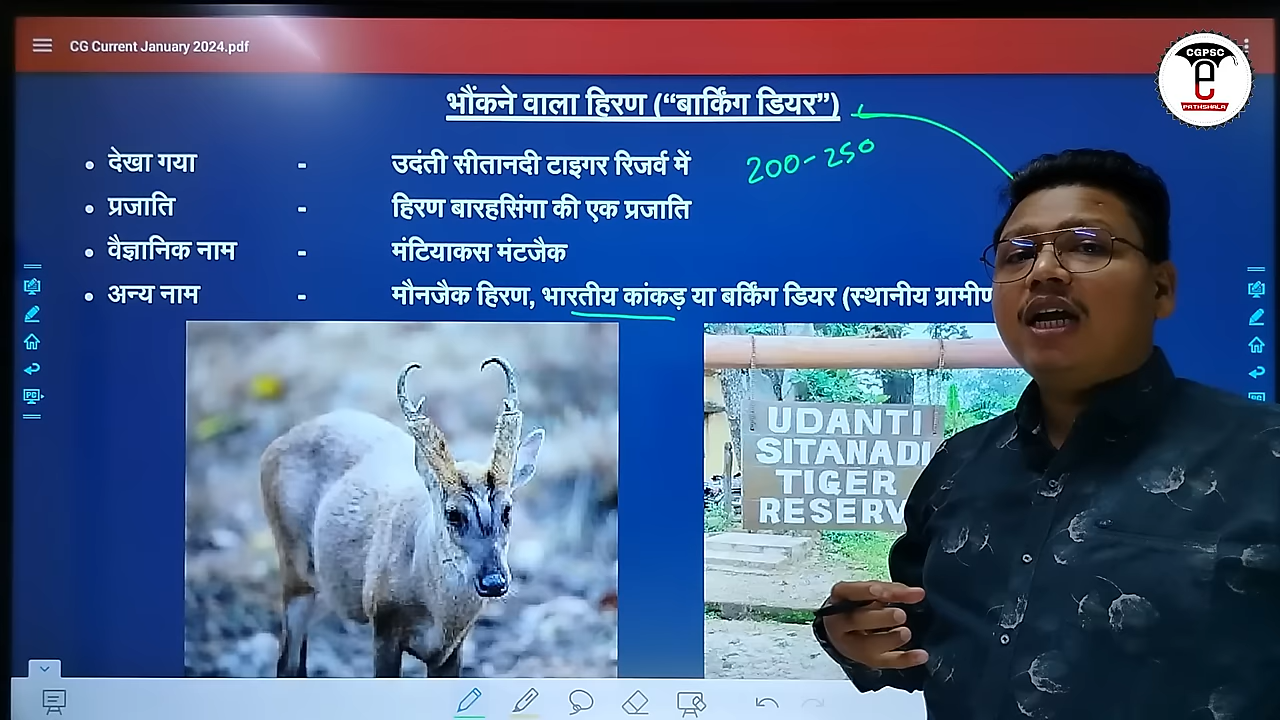 CG Current January 2024.pdf
CGPSC
e
PATHSHALA
भौंकने वाला हिरण (“बार्किंग डियर”)
• देखा गया - उदंती सीतानदी टाइगर रिजर्व में 200-250
• प्रजाति - हिरण बारहसिंगा की एक प्रजाति
• वैज्ञानिक नाम - मंटियाकस मंटजैक
• अन्य नाम - मौनजैक हिरण, भारतीय कांकड़ या बर्किंग डियर (स्थानीय ग्रामीण
UDANTI
SITANADI
TIGER
RESERV